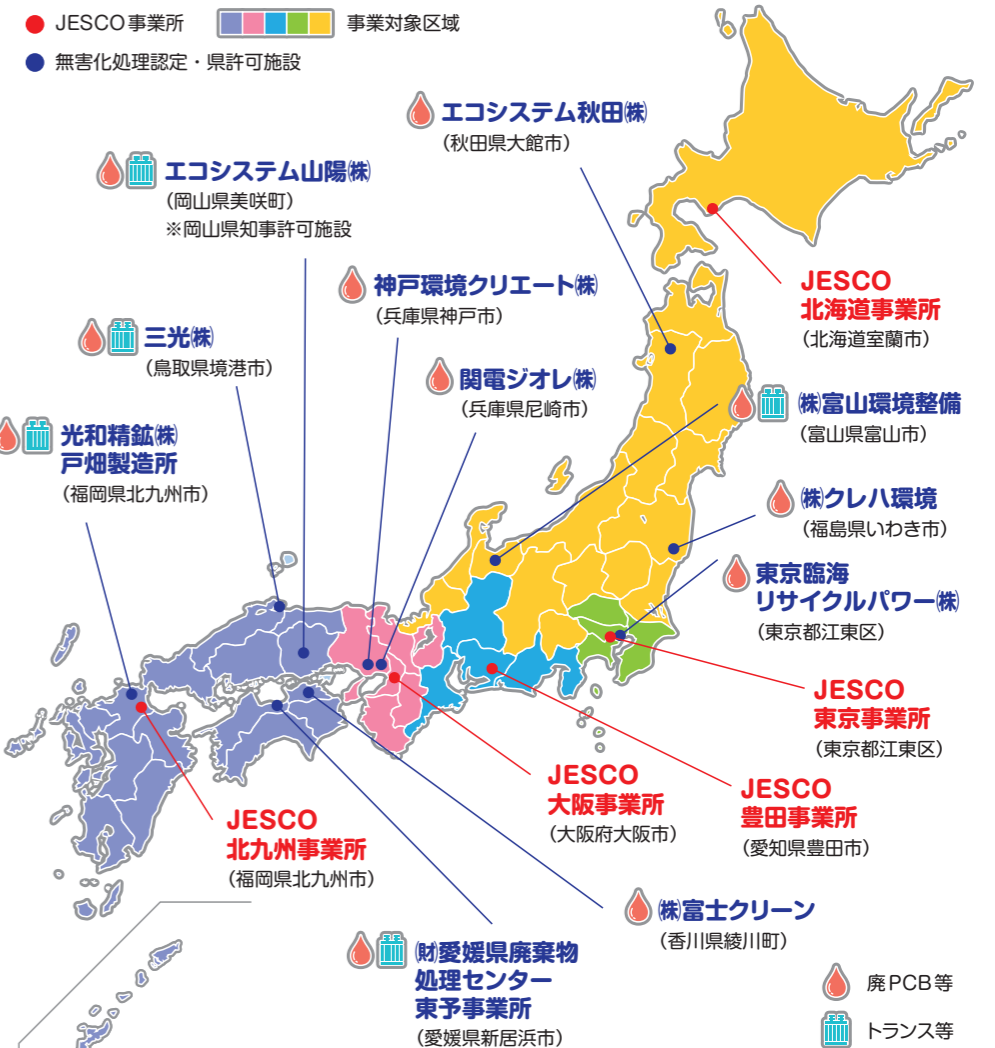 JESCO事業所
事業対象区域
無害化処理認定・県許可施設
エコシステム秋田㈱
(秋田県大館市)
エコシステム山陽㈱
(岡山県美咲町)
※岡山県知事許可施設
神戸環境クリエート㈱
(兵庫県神戸市)
JESCO
北海道事業所
(北海道室蘭市)
三光㈱
(鳥取県境港市)
関電ジオレ㈱
(兵庫県尼崎市)
㈱富山環境整備
(富山県富山市)
光和精鉱㈱
戸畑製造所
(福岡県北九州市)
㈱クレハ環境
(福島県いわき市)
東京臨海
リサイクルパワー㈱
(東京都江東区)
JESCO
東京事業所
(東京都江東区)
JESCO
大阪事業所
(大阪府大阪市)
JESCO
豊田事業所
(愛知県豊田市)
JESCO
北九州事業所
(福岡県北九州市)
㈱富士クリーン
(香川県綾川町)
㈶愛媛県廃棄物
処理センター
東予事業所
(愛媛県新居浜市)
廃PCB等
トランス等